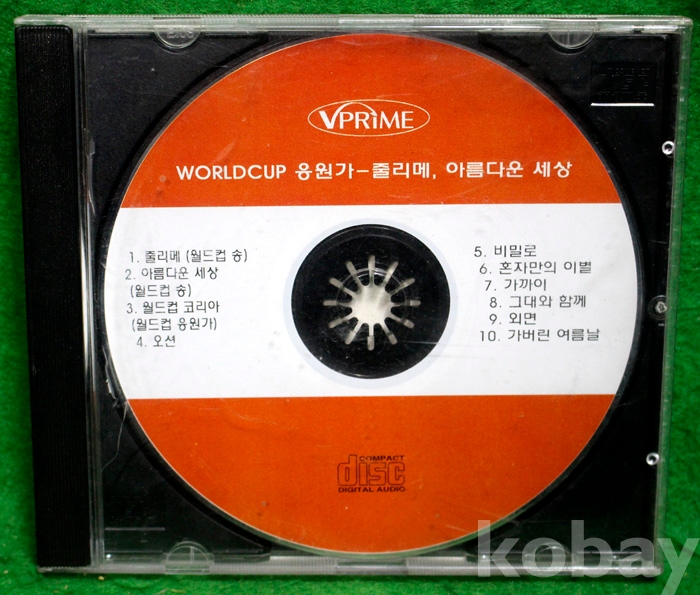 VPRIME
WORLDCUP 응원가-줄리메, 아름다운 세상
1. 줄리메 (월드컵 송)
2. 아름다운 세상
(월드컵 송)
3. 월드컵 코리아
(월드컵 응원가)
4. 오션
5. 비밀로
6. 혼자만의 이별
7. 가까이
8. 그대와 함께
9. 외면
10. 가버린 여름날
COMPACT
disc
DIGITAL AUDIO
kobay